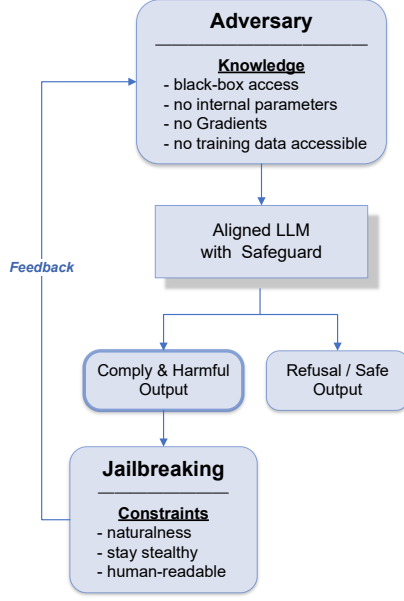 Adversary
Knowledge
- black-box access
- no internal parameters
- no Gradients
- no training data accessible
Aligned LLM
with Safeguard
Feedback
Comply & Harmful
Output
Refusal / Safe
Output
Jailbreaking
Constraints
- naturalness
- stay stealthy
- human-readable